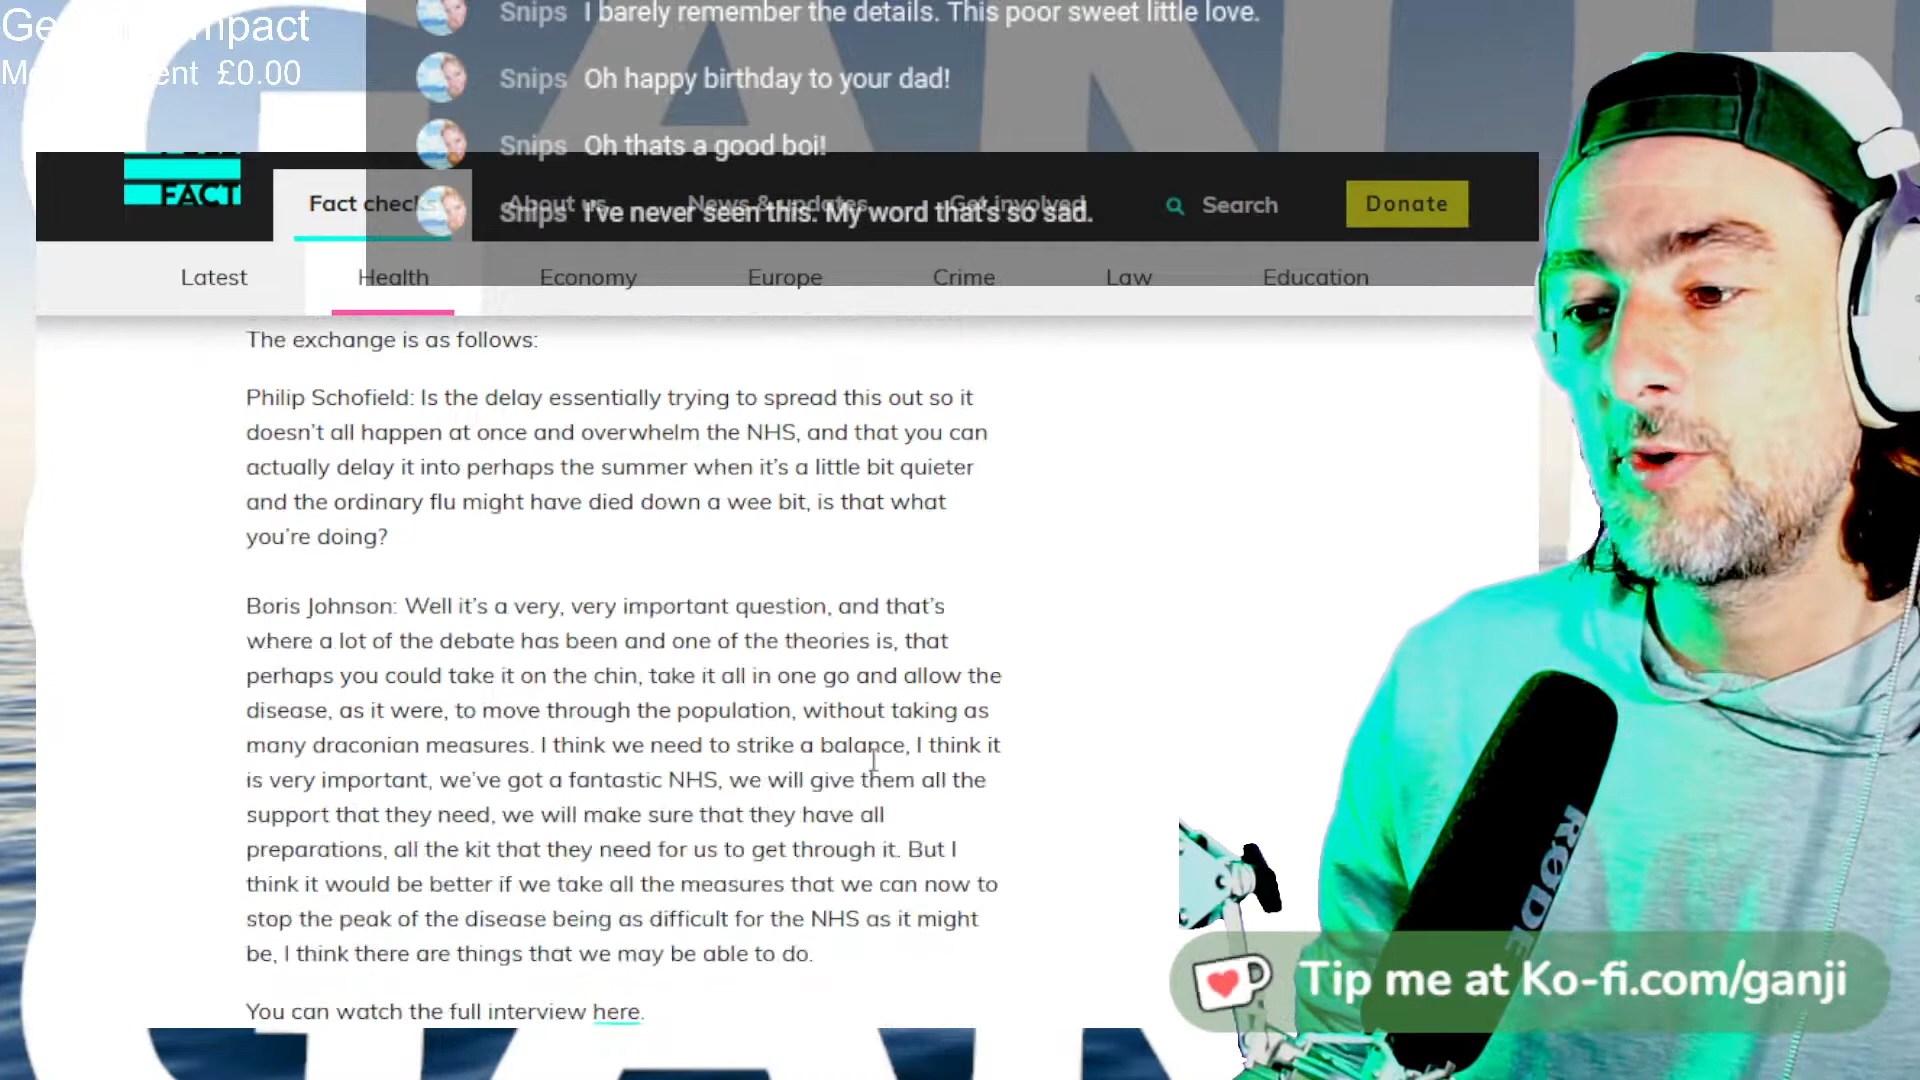 Snips I barely remember the details. This poor sweet little love.
£0.00
Snips Oh happy birthday to your dad!
Snips Oh thats a good boi!
FACT
Fact checks
About us
News & updates
Get involved
Search
Donate
Snips I've never seen this. My word that's so sad.
Latest
Health
Economy
Europe
Crime
Law
Education
The exchange is as follows:
Philip Schofield: Is the delay essentially trying to spread this out so it
doesn’t all happen at once and overwhelm the NHS, and that you can
actually delay it into perhaps the summer when it’s a little bit quieter
and the ordinary flu might have died down a wee bit, is that what
you’re doing?
Boris Johnson: Well it’s a very, very important question, and that’s
where a lot of the debate has been and one of the theories is, that
perhaps you could take it on the chin, take it all in one go and allow the
disease, as it were, to move through the population, without taking as
many draconian measures. I think we need to strike a balance, I think it
is very important, we’ve got a fantastic NHS, we will give them all the
support that they need, we will make sure that they have all
preparations, all the kit that they need for us to get through it. But I
think it would be better if we take all the measures that we can now to
stop the peak of the disease being as difficult for the NHS as it might
be, I think there are things that we may be able to do.
You can watch the full interview here.
RØDE
Tip me at Ko-fi.com/ganji